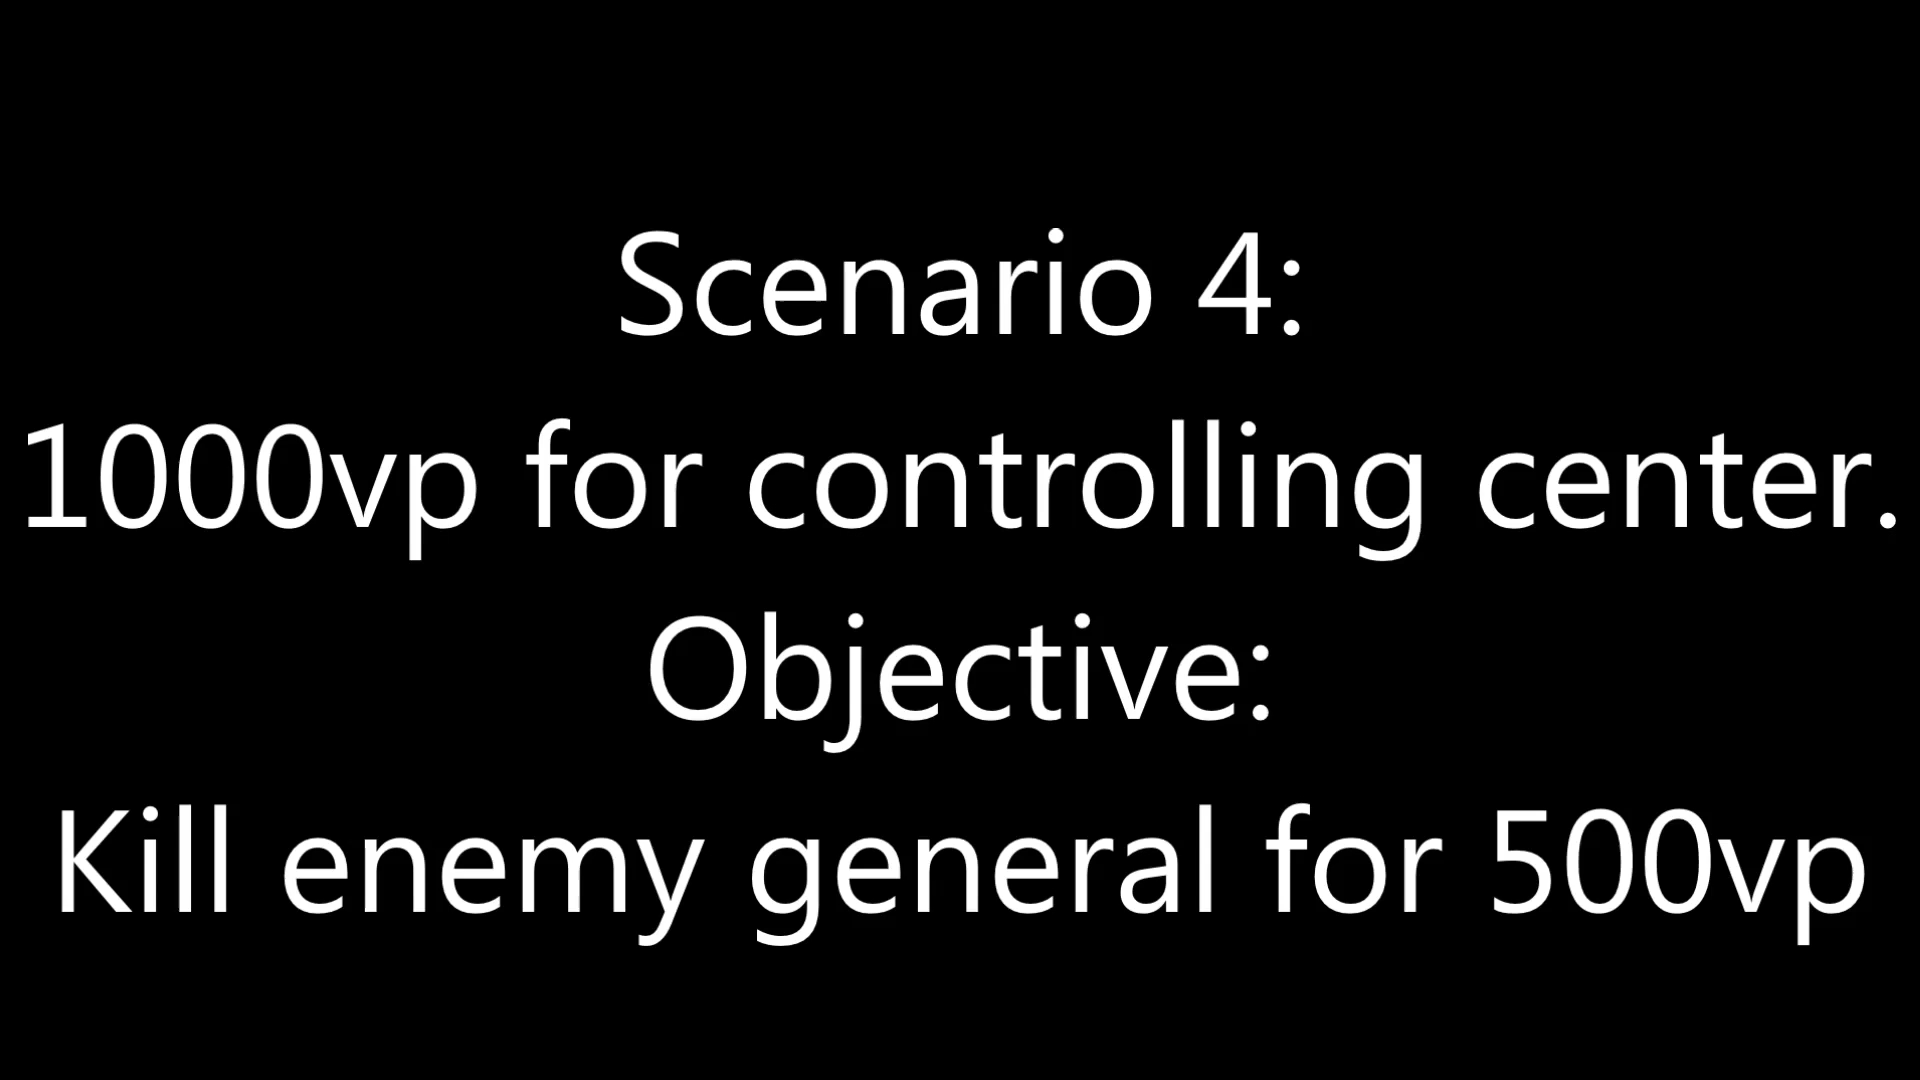 Scenario 4:
1000vp for controlling center.
Objective:
Kill enemy general for 500vp